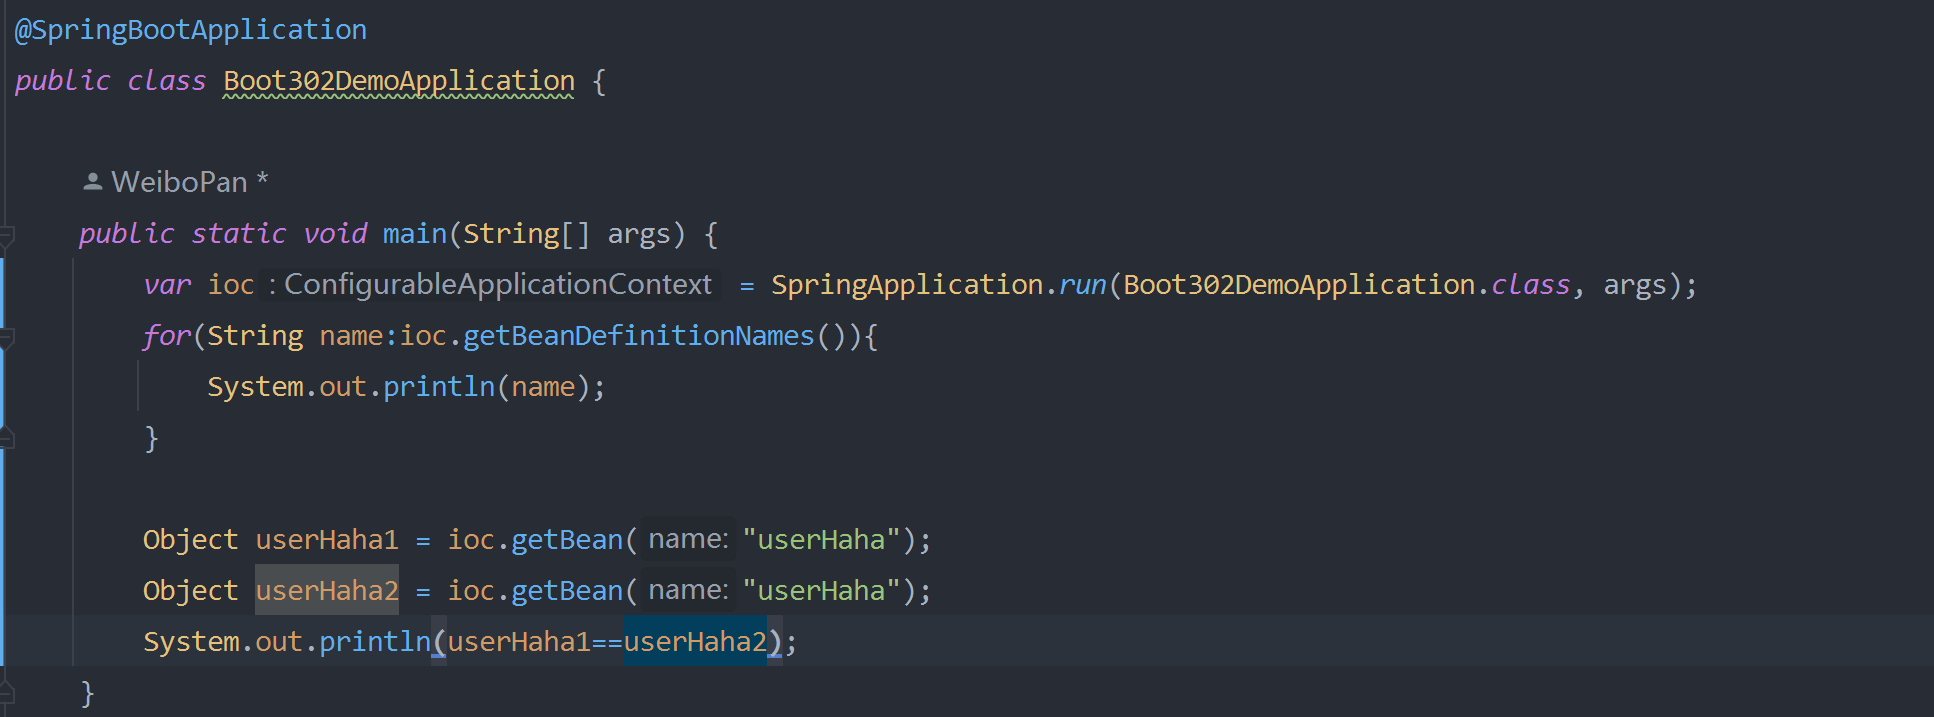 @SpringBootApplication
public class Boot302DemoApplication {
WeiboPan *
public static void main(String[] args) {
var ioc : ConfigurableApplicationContext = SpringApplication.run(Boot302DemoApplication.class, args);
for(String name:ioc.getBeanDefinitionNames()){
System.out.println(name);
}
Object userHaha1 = ioc.getBean( name: "userHaha");
Object userHaha2 = ioc.getBean( name: "userHaha");
System.out.println(userHaha1==userHaha2);
}